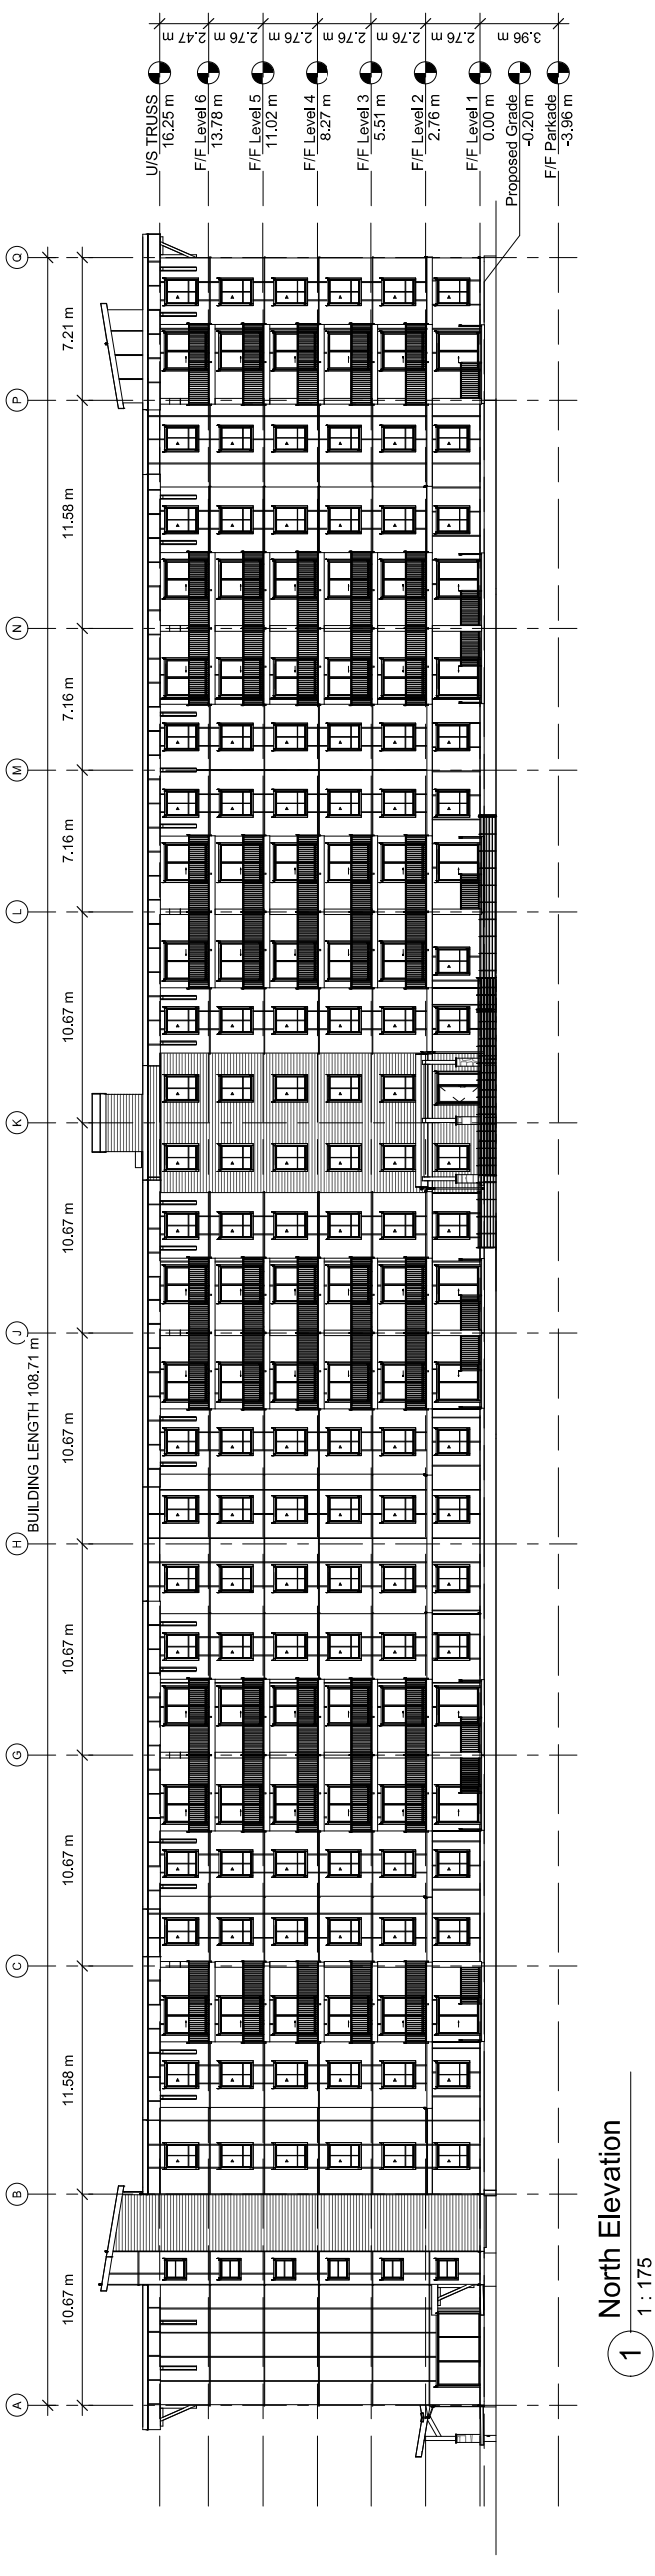 A
B
C
G
H
J
K
L
M
N
P
Q
BUILDING LENGTH 108.71 m
10.67 m
11.58 m
10.67 m
10.67 m
10.67 m
10.67 m
10.67 m
7.16 m
7.16 m
11.58 m
7.21 m
U/S TRUSS
16.25 m
F/F Level 6
13.78 m
F/F Level 5
11.02 m
F/F Level 4
8.27 m
F/F Level 3
5.51 m
F/F Level 2
2.76 m
F/F Level 1
0.00 m
Proposed Grade
-0.20 m
F/F Parkade
-3.96 m
2.47 m
2.76 m
2.76 m
2.76 m
2.76 m
2.76 m
3.96 m
1
North Elevation
1 : 175